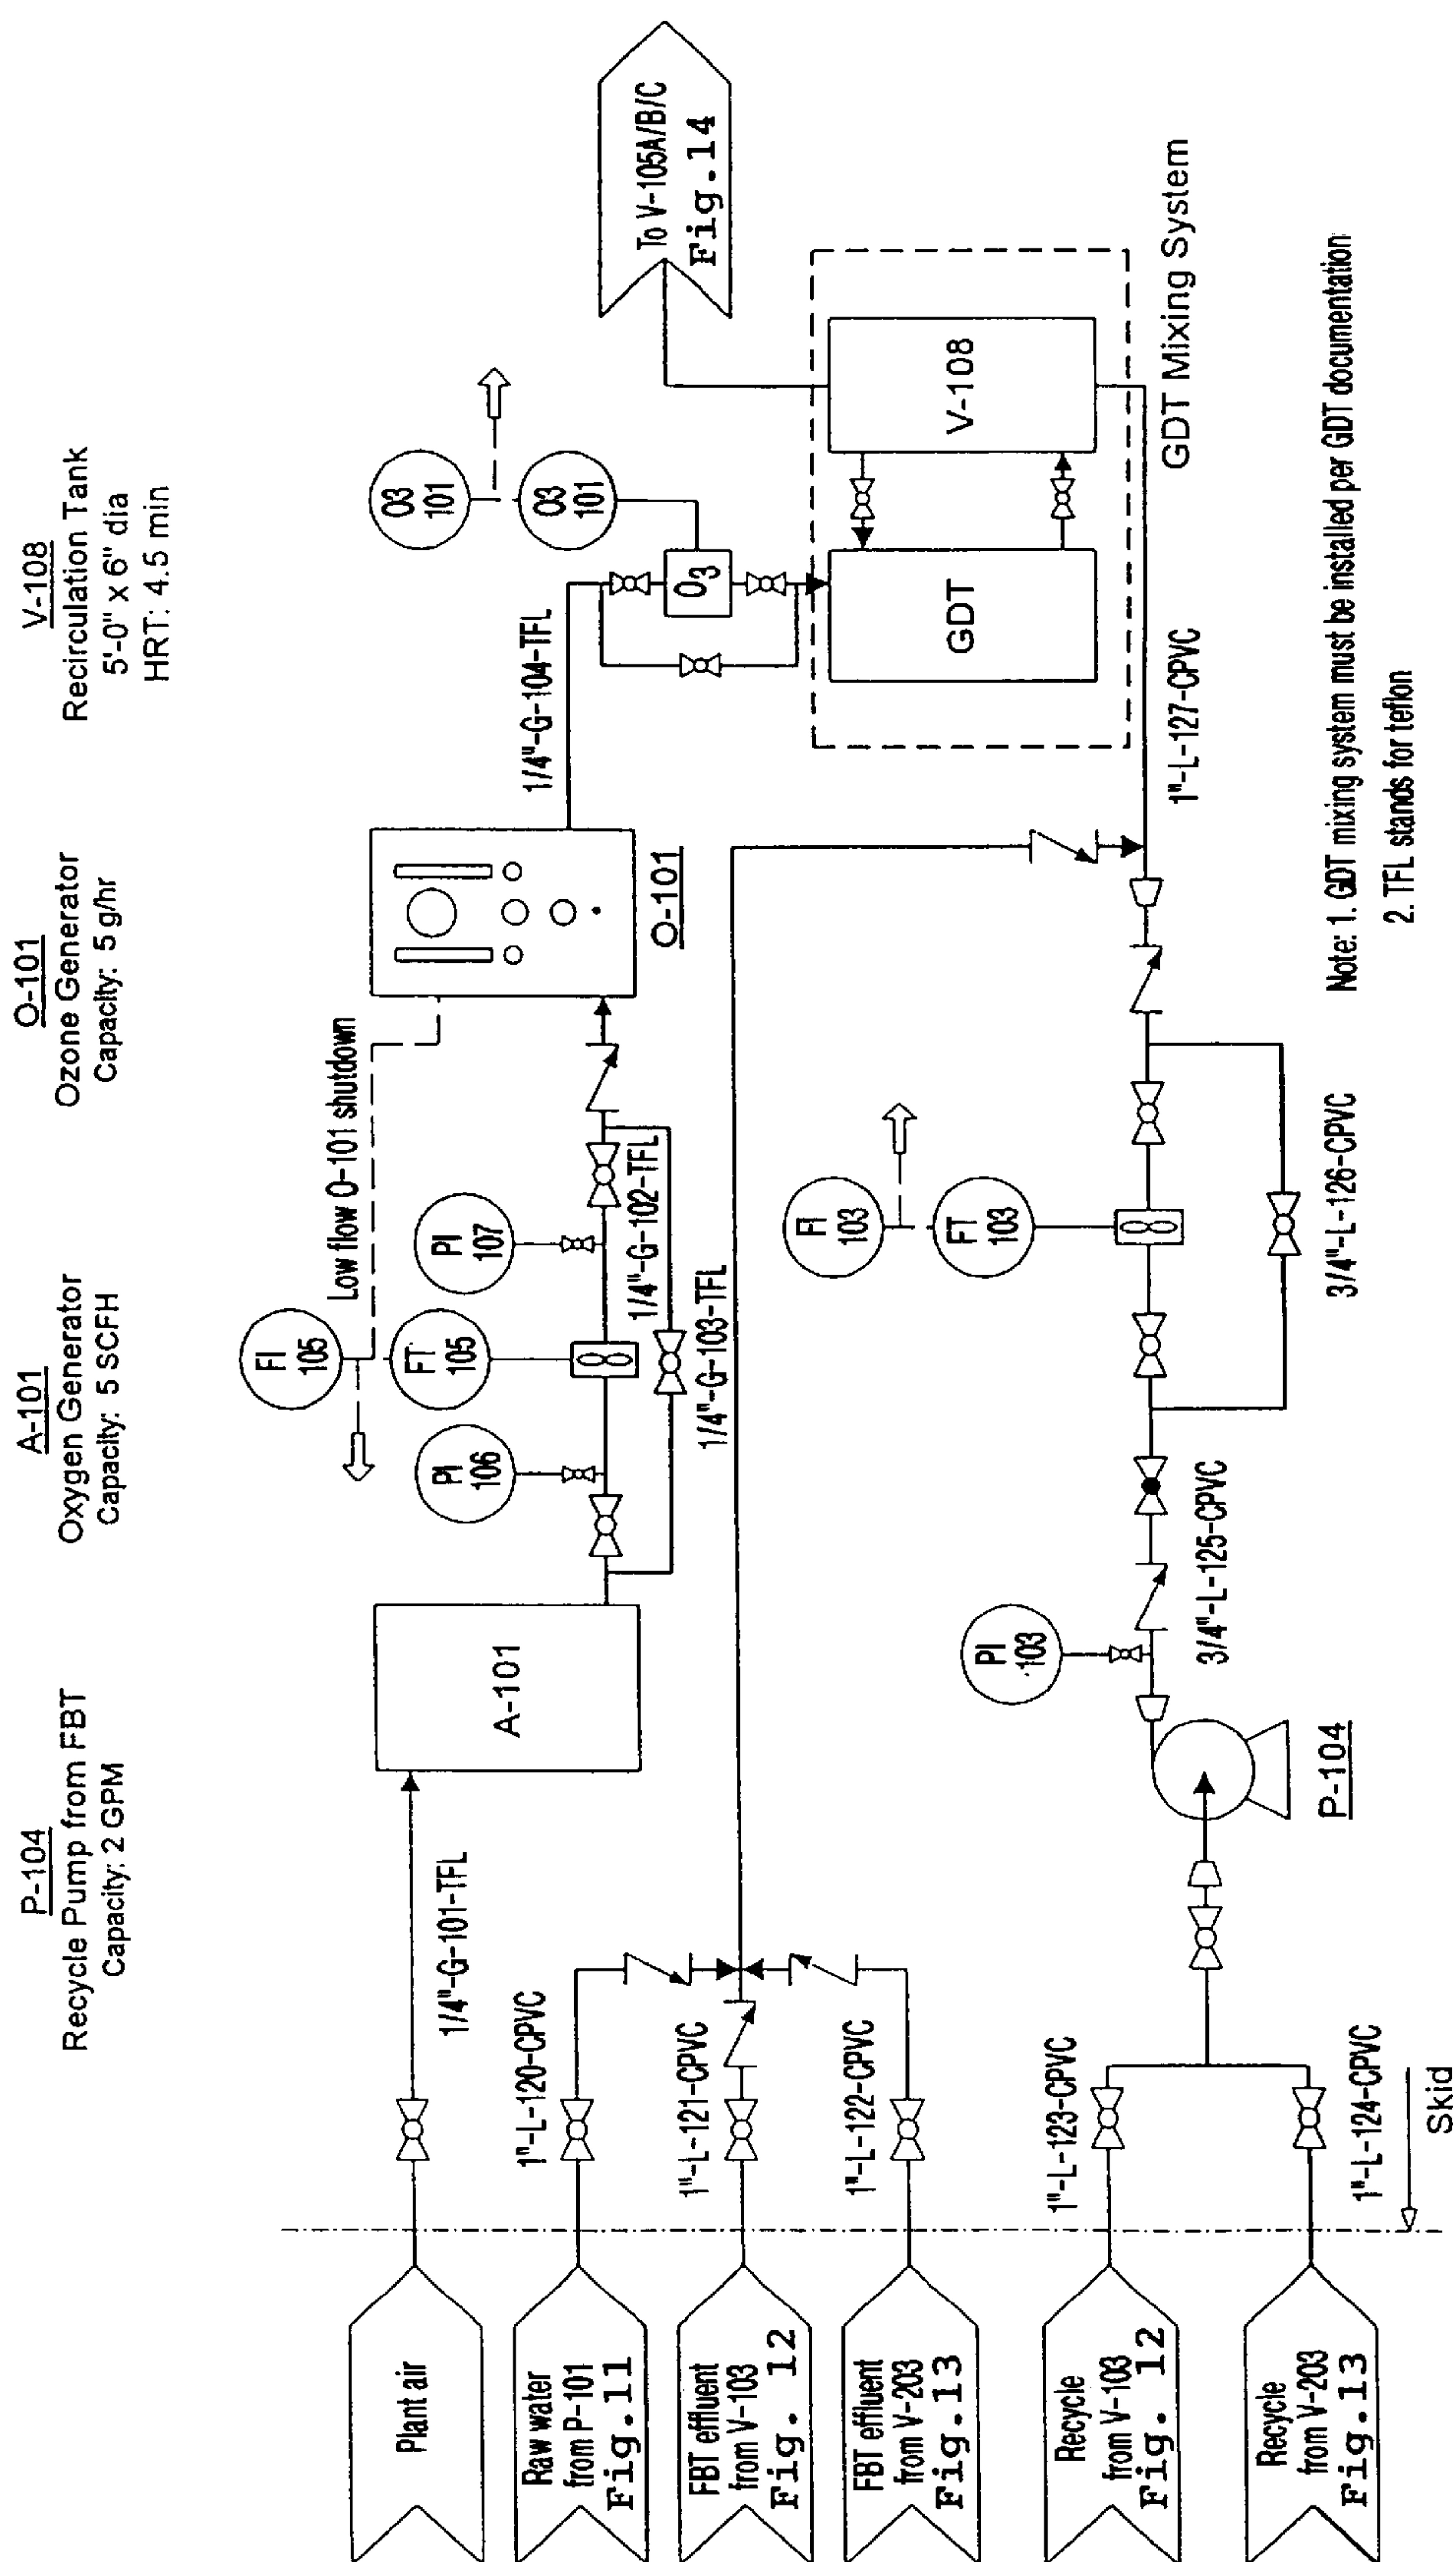 P-104
Recycle Pump from FBT
Capacity: 2 GPM
A-101
Oxygen Generator
Capacity: 5 SCFH
O-101
Ozone Generator
Capacity: 5 g/hr
V-108
Recirculation Tank
5'-0" x 6" dia
HRT: 4.5 min
Plant air
1/4"-G-101-TFL
A-101
PI
106
FI
105
FT
105
Low flow O-101 shutdown
PI
107
1/4"-G-102-TFL
1/4"-G-103-TFL
O-101
1/4"-G-104-TFL
O3
101
O3
101
O3
To V-105A/B/C
Fig.14
GDT
V-108
GDT Mixing System
Raw water
from P-101
Fig.11
1"-L-120-CPVC
FBT effluent
from V-103
Fig. 12
1"-L-121-CPVC
FBT effluent
from V-203
Fig.13
1"-L-122-CPVC
1"-L-127-CPVC
Recycle
from V-103
Fig. 12
1"-L-123-CPVC
Recycle
from V-203
Fig.13
1"-L-124-CPVC
Skid
P-104
PI
103
3/4"-L-125-CPVC
FI
103
FT
103
3/4"-L-126-CPVC
Note: 1. GDT mixing system must be installed per GDT documentation
2. TFL stands for teflon